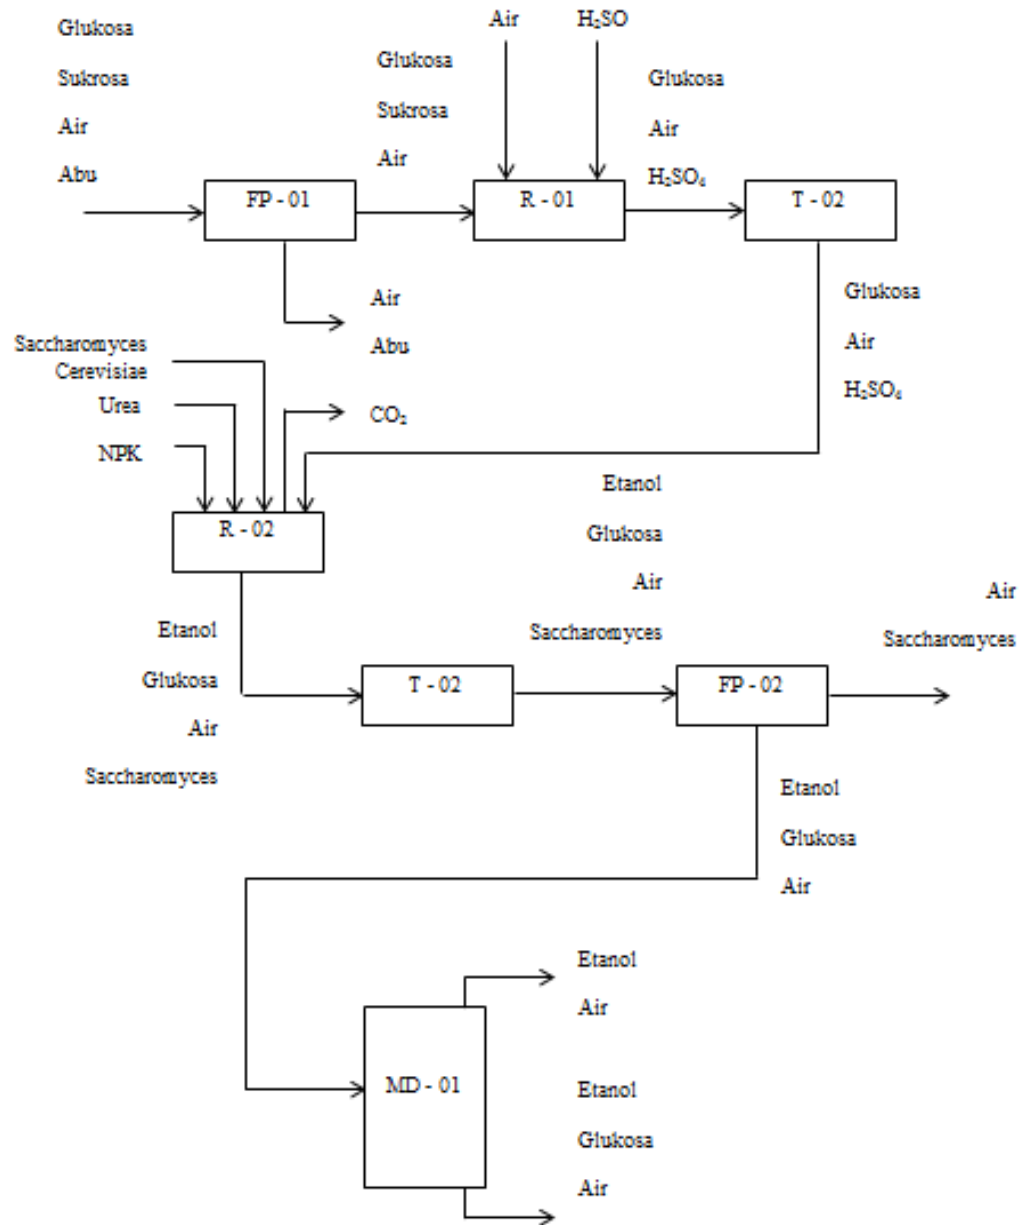 Glukosa
Sukrosa
Air
Abu
Glukosa
Sukrosa
Air
Air
H₂SO
Glukosa
Air
H₂SO₄
FP - 01
R - 01
T - 02
Air
Abu
Glukosa
Air
H₂SO₄
Saccharomyces
Cerevisiae
Urea
NPK
CO₂
R - 02
Etanol
Glukosa
Air
Saccharomyces
Etanol
Glukosa
Air
Saccharomyces
T - 02
FP - 02
Air
Saccharomyces
Etanol
Glukosa
Air
MD - 01
Etanol
Air
Etanol
Glukosa
Air